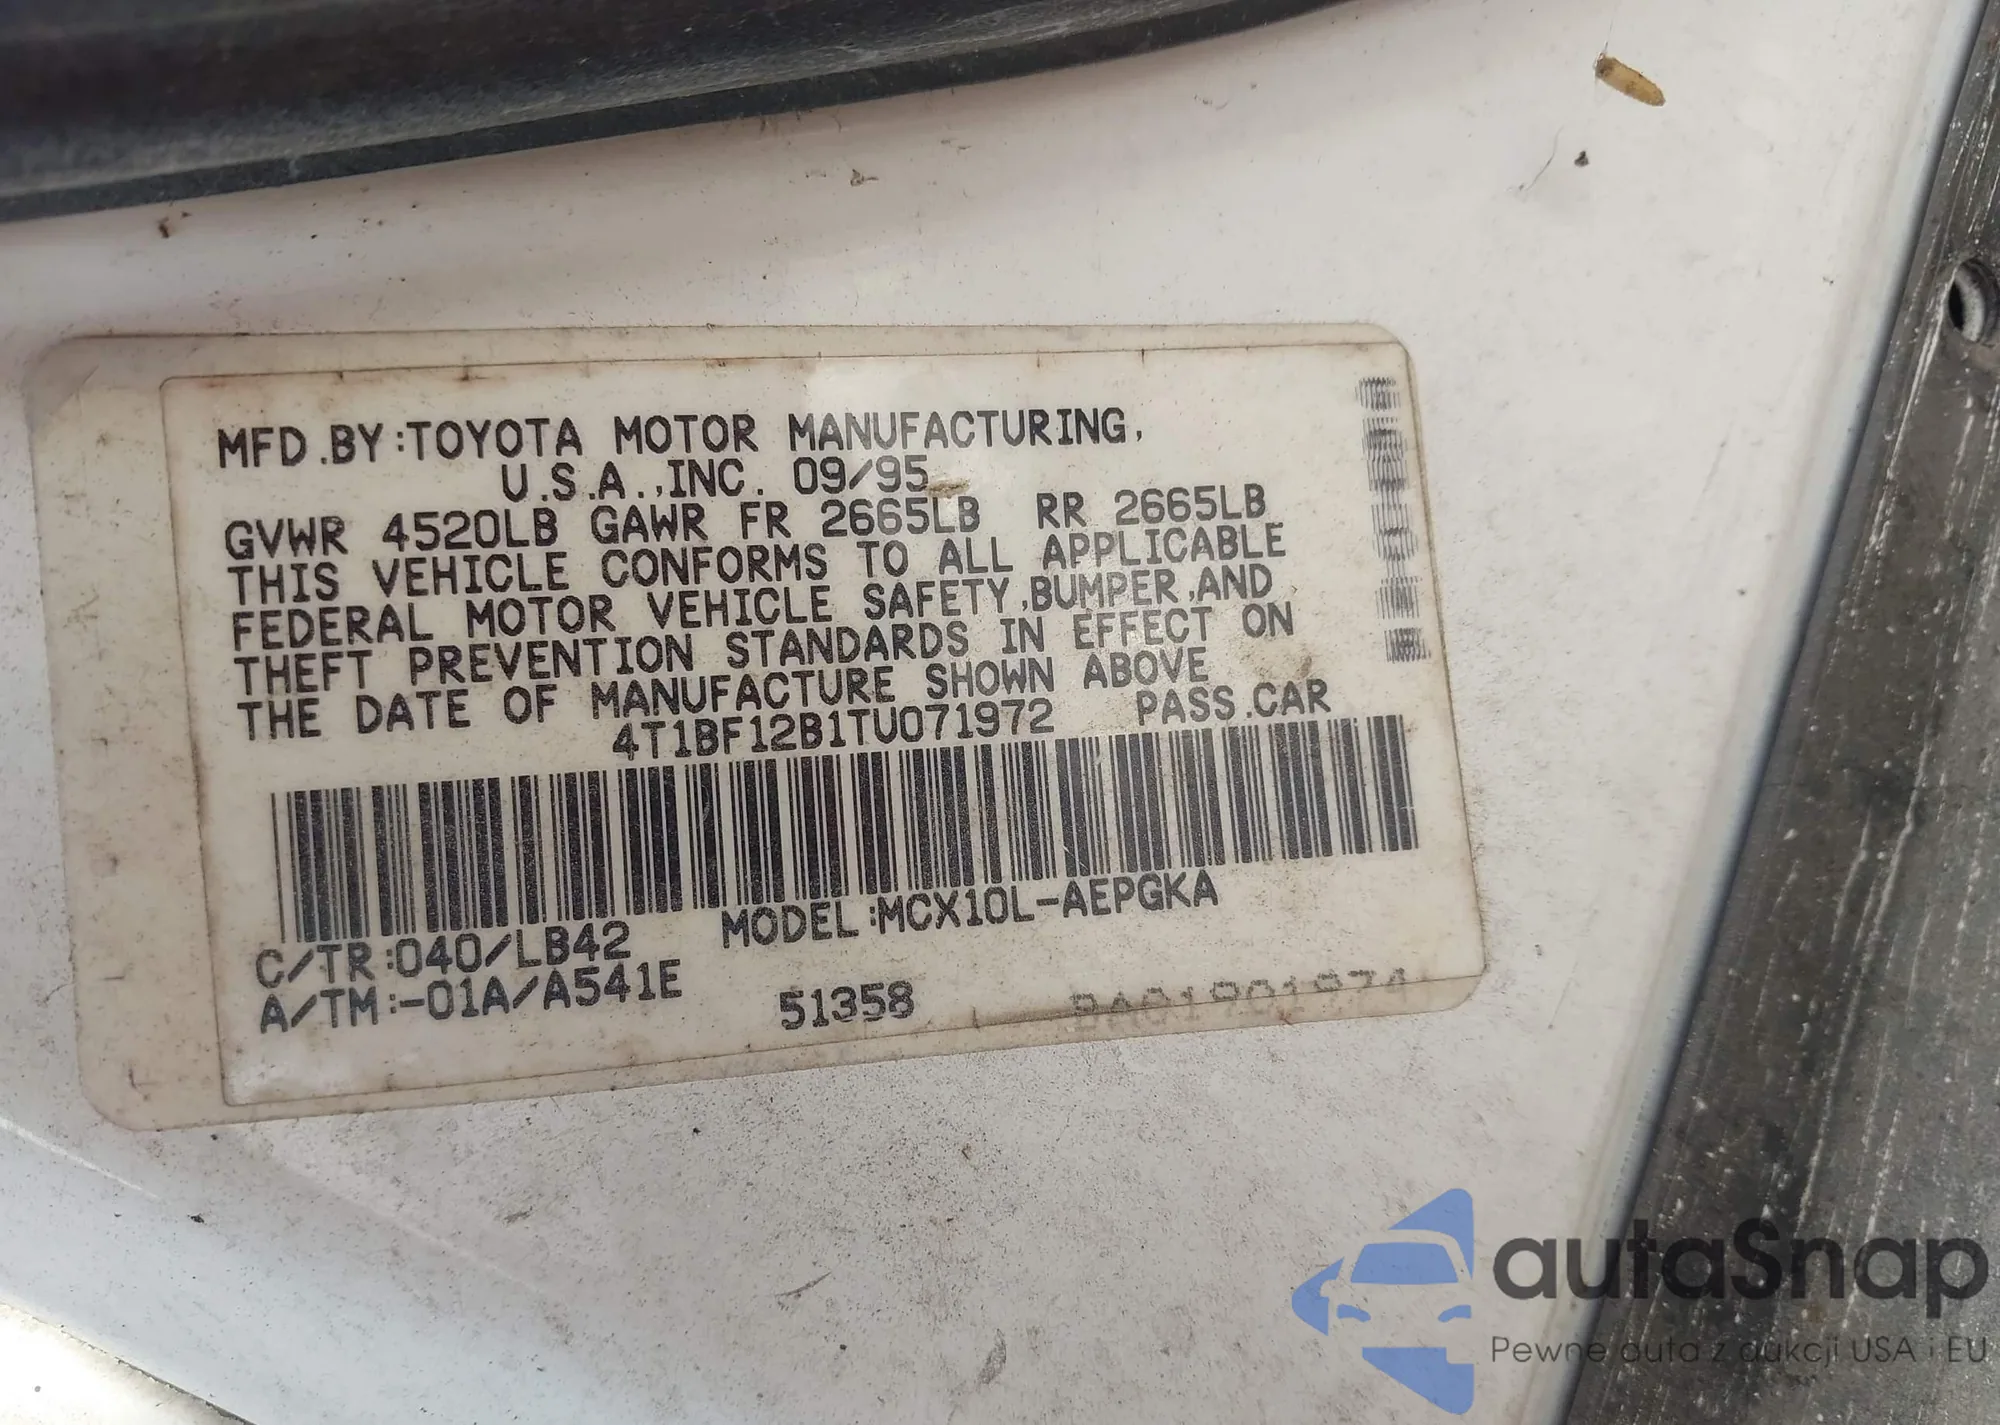 MFD.BY:TOYOTA MOTOR MANUFACTURING,
U.S.A.,INC. 09/95
GVWR 4520LB GAWR FR 2665LB RR 2665LB
THIS VEHICLE CONFORMS TO ALL APPLICABLE
FEDERAL MOTOR VEHICLE SAFETY,BUMPER,AND
THEFT PREVENTION STANDARDS IN EFFECT ON
THE DATE OF MANUFACTURE SHOWN ABOVE
4T1BF12B1TU071972 PASS.CAR
C/TR:040/LB42 MODEL:MCX10L-AEPGKA
A/TM:-01A/A541E 51358
autaSnap
Pewne auta z aukcji USA i EU